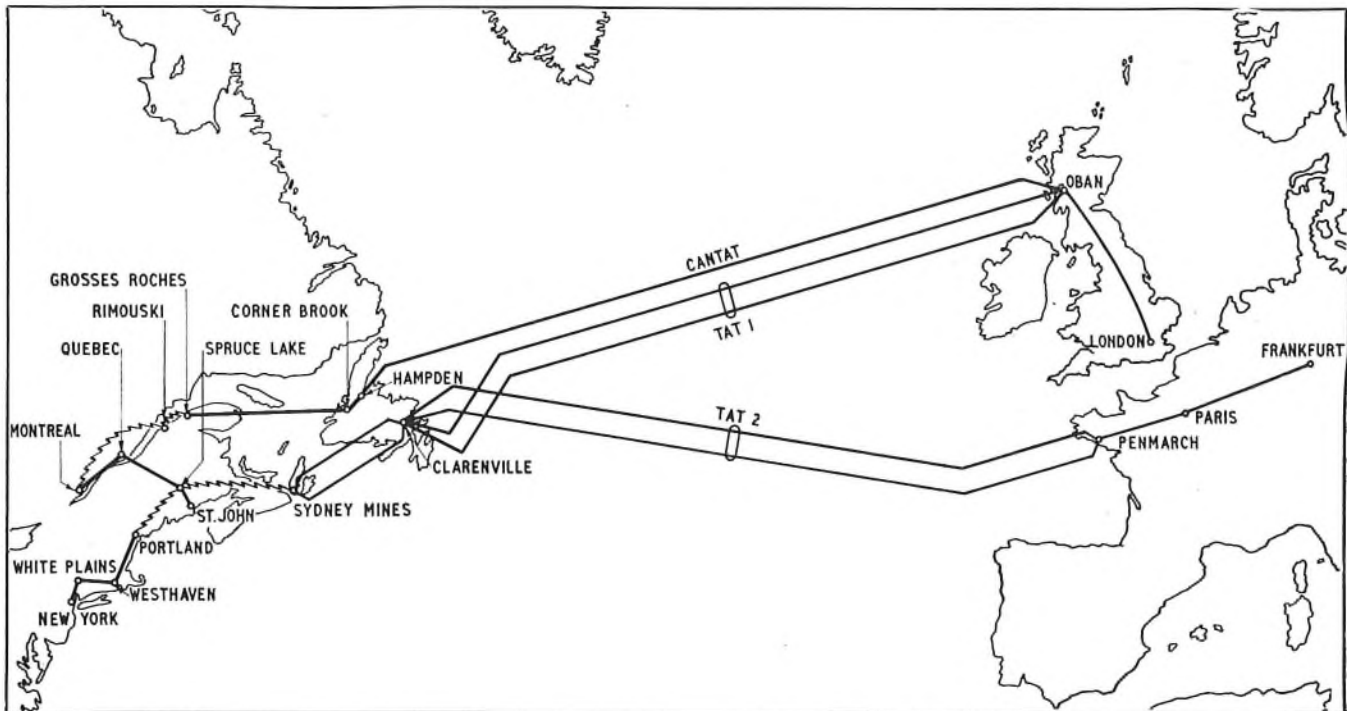 OBAN
CANTAT
TAT 1
GROSSES ROCHES
RIMOUSKI
CORNER BROOK
QUEBEC
SPRUCE LAKE
LONDON
FRANKFURT
HAMPDEN
MONTREAL
TAT 2
PARIS
PENMARCH
CLARENVILLE
SYDNEY MINES
ST. JOHN
PORTLAND
WHITE PLAINS
WESTHAVEN
NEW YORK